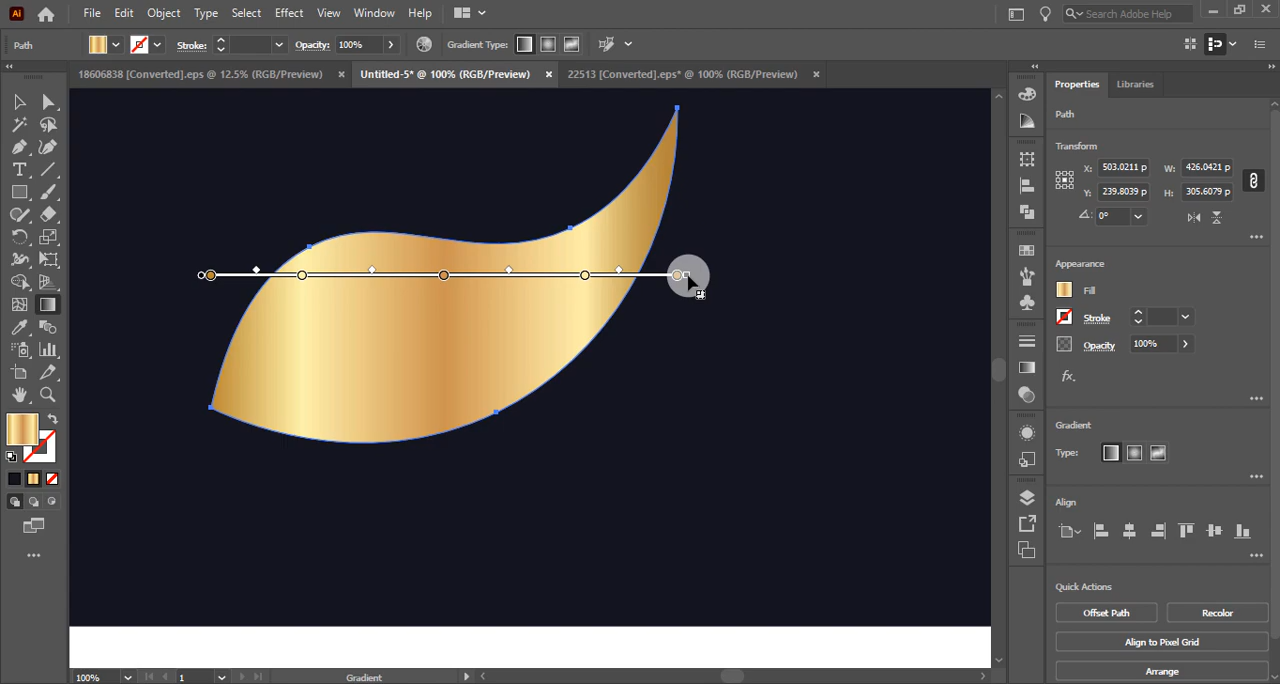 Ai File Edit Object Type Select Effect View Window Help Search Adobe Help
Path Stroke: Opacity: 100% Gradient Type:
18606838 [Converted].eps @ 12.5% (RGB/Preview) Untitled-5* @ 100% (RGB/Preview) 22513 [Converted].eps* @ 100% (RGB/Preview)
Properties Libraries
Path
Transform
X: 503.0211 p W: 426.0421 p
Y: 239.8039 p H: 305.6079 p
0°
Appearance
Fill
Stroke
Opacity 100%
fx.
Gradient
Type:
Align
Quick Actions
Offset Path Recolor
Align to Pixel Grid
Arrange
100% 1 Gradient